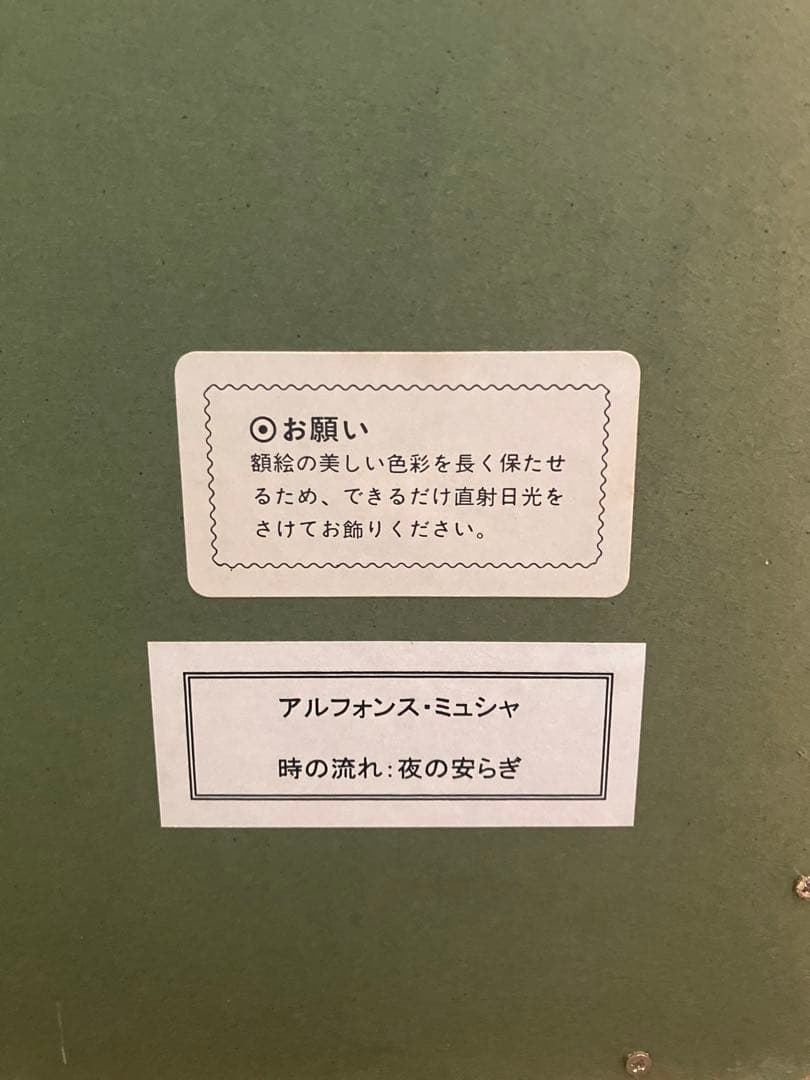 ◉お願い
額絵の美しい色彩を長く保たせ
るため、できるだけ直射日光を
さけてお飾りください。
アルフォンス・ミュシャ
時の流れ：夜の安らぎ